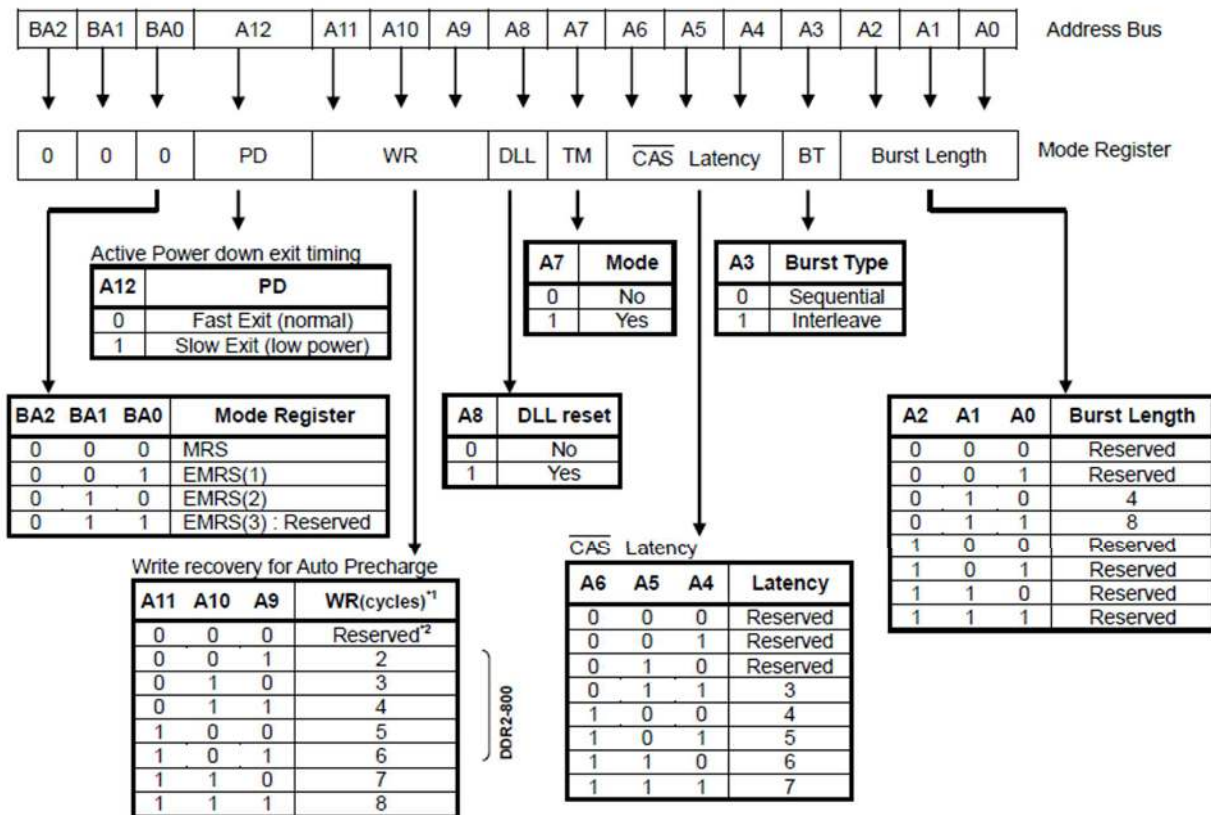 BA2 BA1 BA0 A12 A11 A10 A9 A8 A7 A6 A5 A4 A3 A2 A1 A0 Address Bus
0 0 0 PD WR DLL TM CAS Latency BT Burst Length Mode Register
Active Power down exit timing
A12 PD
0 Fast Exit (normal)
1 Slow Exit (low power)
A7 Mode
0 No
1 Yes
A3 Burst Type
0 Sequential
1 Interleave
BA2 BA1 BA0 Mode Register
0 0 0 MRS
0 0 1 EMRS(1)
0 1 0 EMRS(2)
0 1 1 EMRS(3) : Reserved
A8 DLL reset
0 No
1 Yes
A2 A1 A0 Burst Length
0 0 0 Reserved
0 0 1 Reserved
0 1 0 4
0 1 1 8
1 0 0 Reserved
1 0 1 Reserved
1 1 0 Reserved
1 1 1 Reserved
Write recovery for Auto Precharge
A11 A10 A9 WR(cycles)*1
0 0 0 Reserved*2
0 0 1 2
0 1 0 3
0 1 1 4
1 0 0 5
1 0 1 6
1 1 0 7
1 1 1 8
DDR2-800
CAS Latency
A6 A5 A4 Latency
0 0 0 Reserved
0 0 1 Reserved
0 1 0 Reserved
0 1 1 3
1 0 0 4
1 0 1 5
1 1 0 6
1 1 1 7